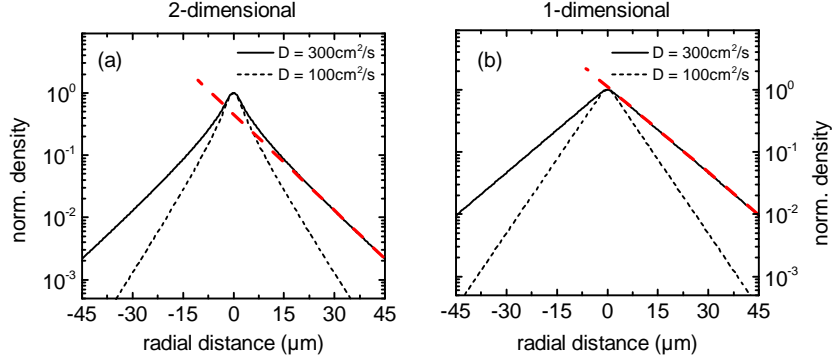 2-dimensional
1-dimensional
(a)
D = 300cm²/s
D = 100cm²/s
(b)
D = 300cm²/s
D = 100cm²/s
norm. density
10⁰
10⁻¹
10⁻²
10⁻³
10⁰
10⁻¹
10⁻²
10⁻³
norm. density
-45 -30 -15 0 15 30 45
-45 -30 -15 0 15 30 45
radial distance (µm)
radial distance (µm)